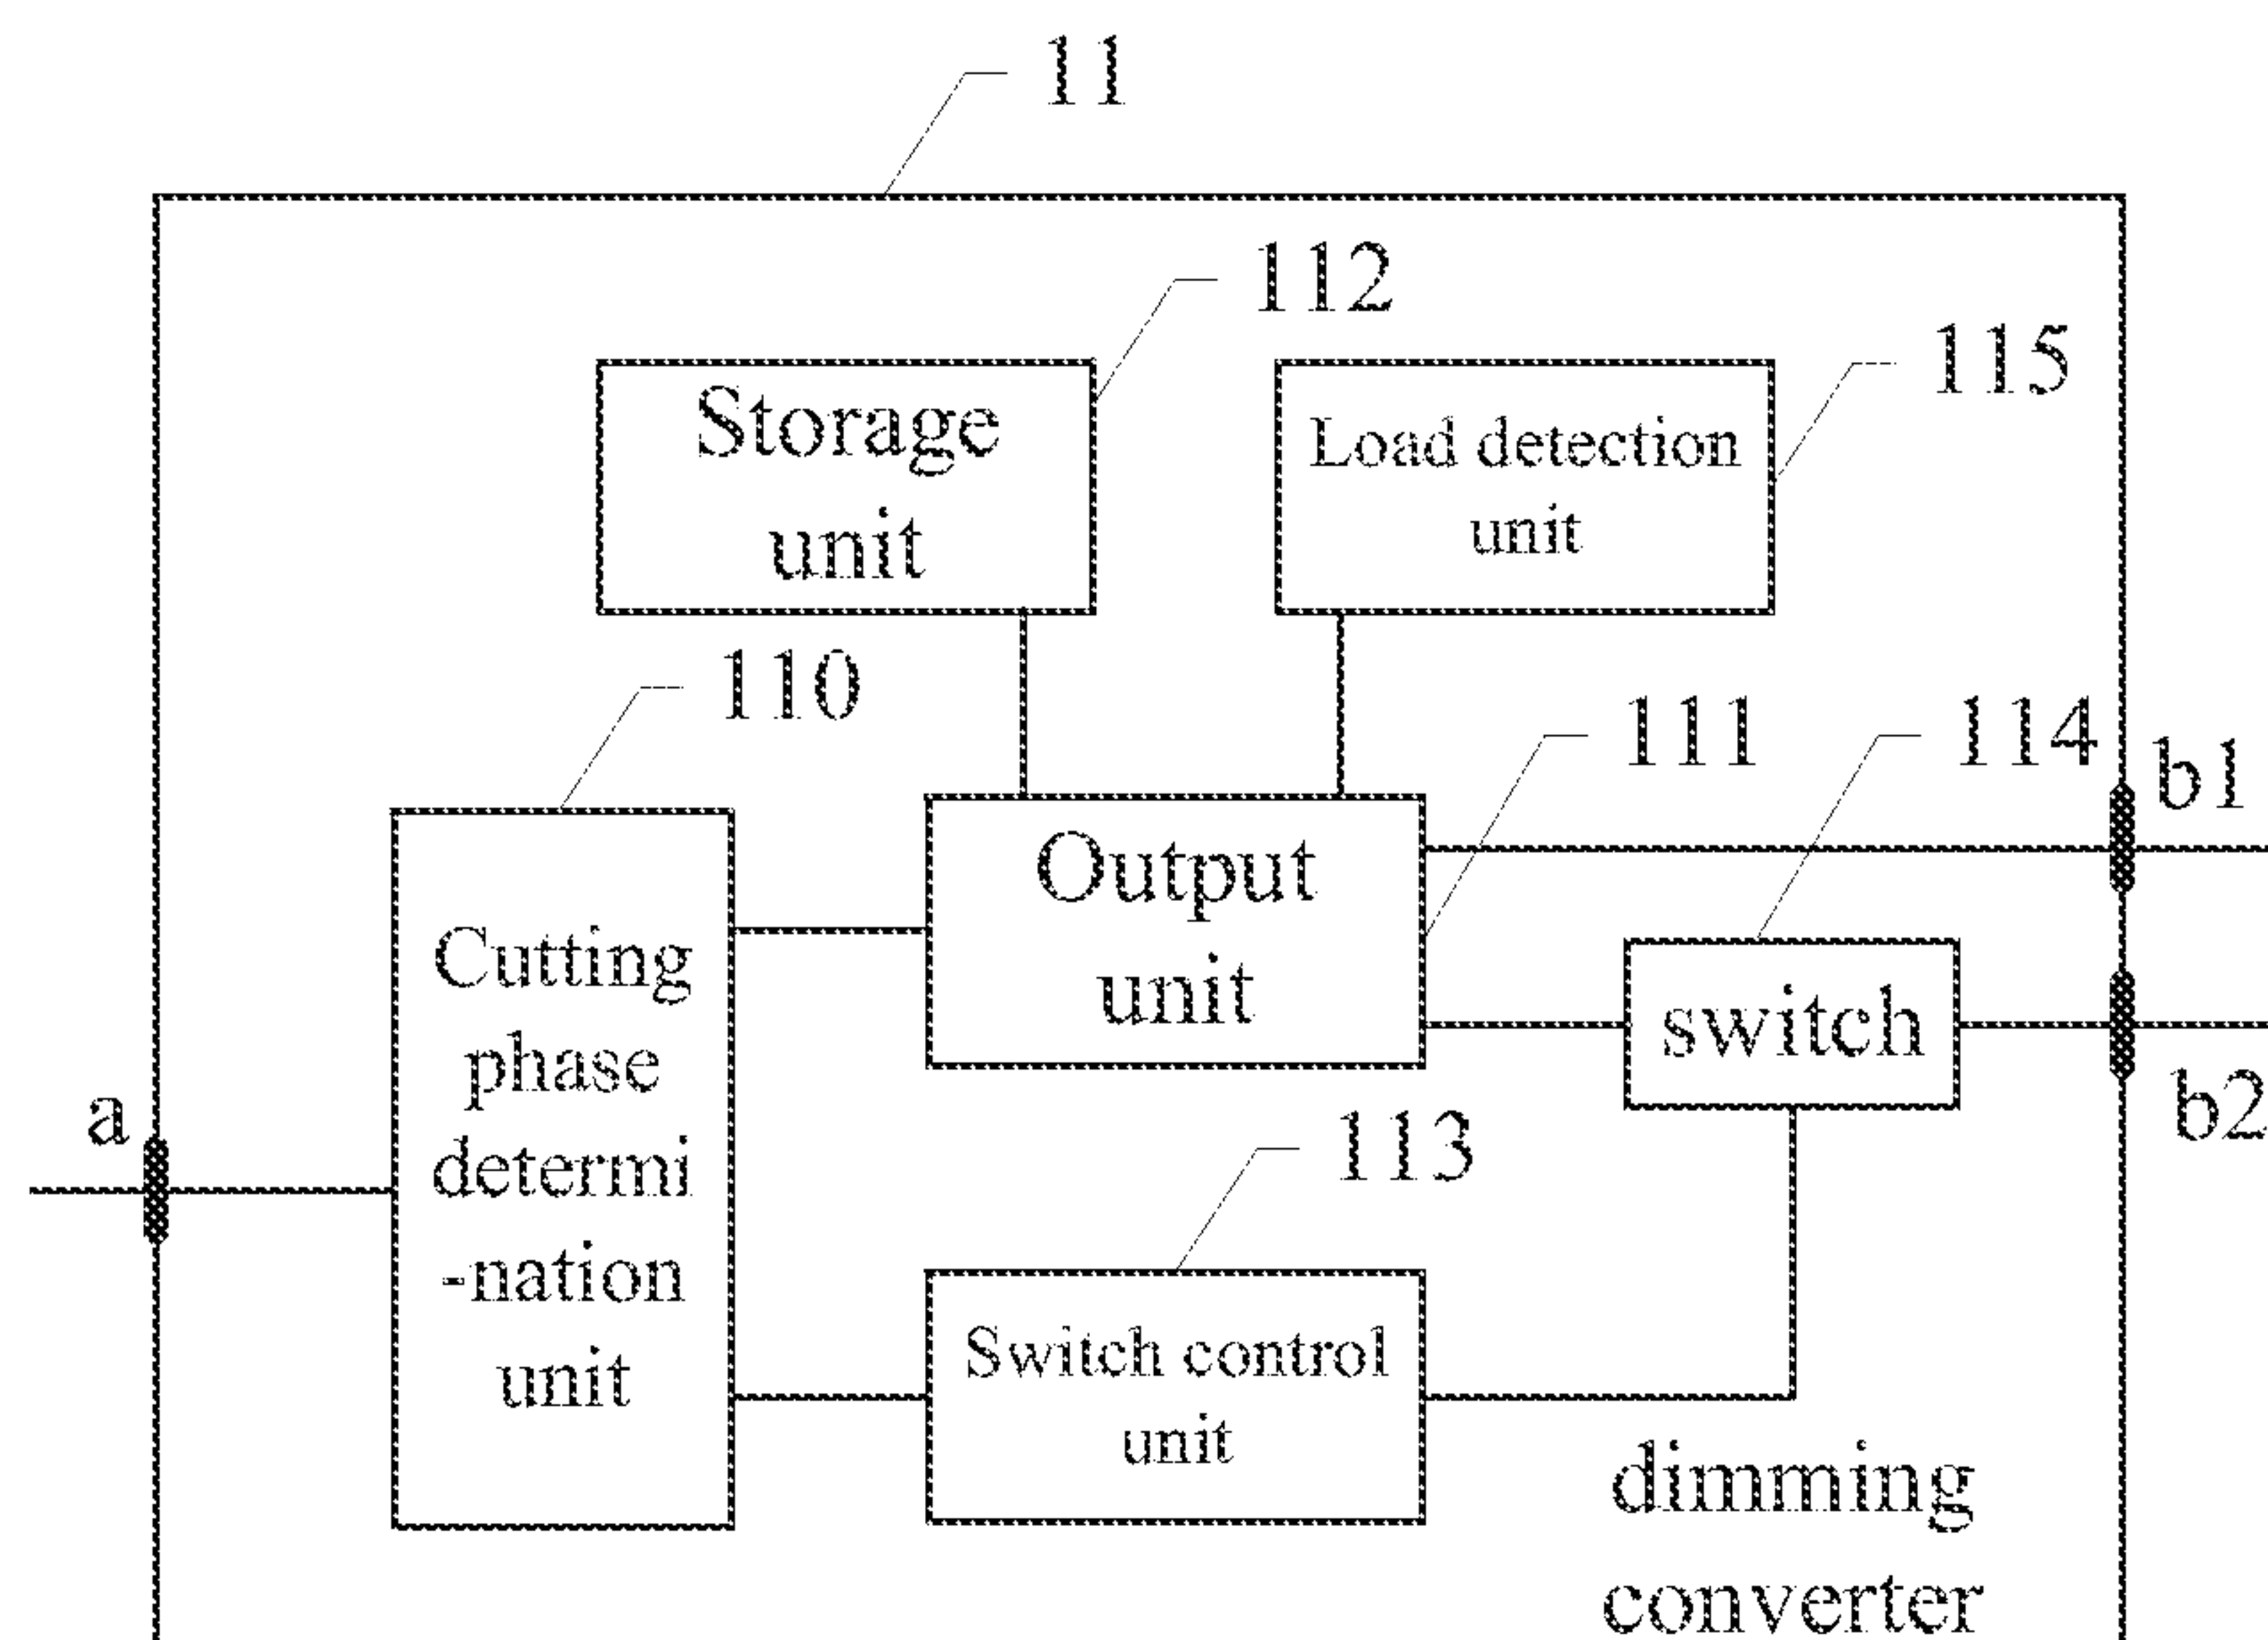 11
112
115
Storage
unit
Load detection
unit
110
111
114
b1
Output
unit
Cutting
phase
determi
-nation
unit
switch
a
b2
113
Switch control
unit
dimming
converter